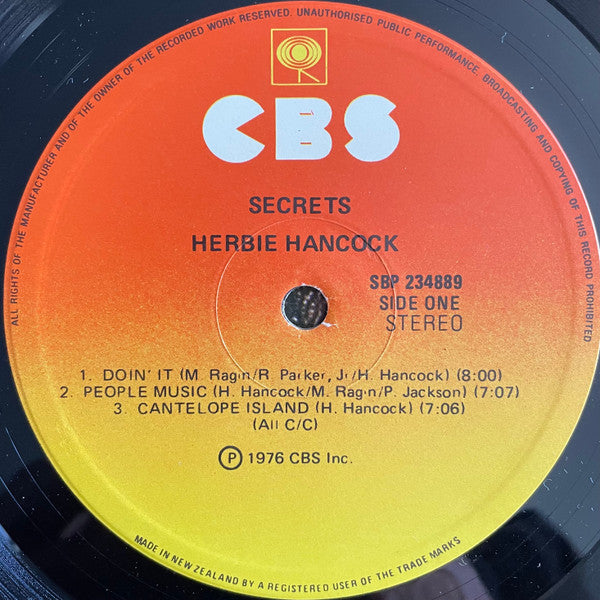 ALL RIGHTS OF THE MANUFACTURER AND OF THE OWNER OF THE RECORDED WORK RESERVED. UNAUTHORISED PUBLIC PERFORMANCE, BROADCASTING AND COPYING OF THIS RECORD PROHIBITED
CBS
SECRETS
HERBIE HANCOCK
SBP 234889
SIDE ONE
STEREO
1. DOIN' IT (M. Ragin/R. Parker, Jr/H. Hancock) (8:00)
2. PEOPLE MUSIC (H. Hancock/M. Ragin/P. Jackson) (7:07)
3. CANTELOPE ISLAND (H. Hancock) (7:06)
(All C/C)
Ⓟ 1976 CBS Inc.
MADE IN NEW ZEALAND BY A REGISTERED USER OF THE TRADE MARKS